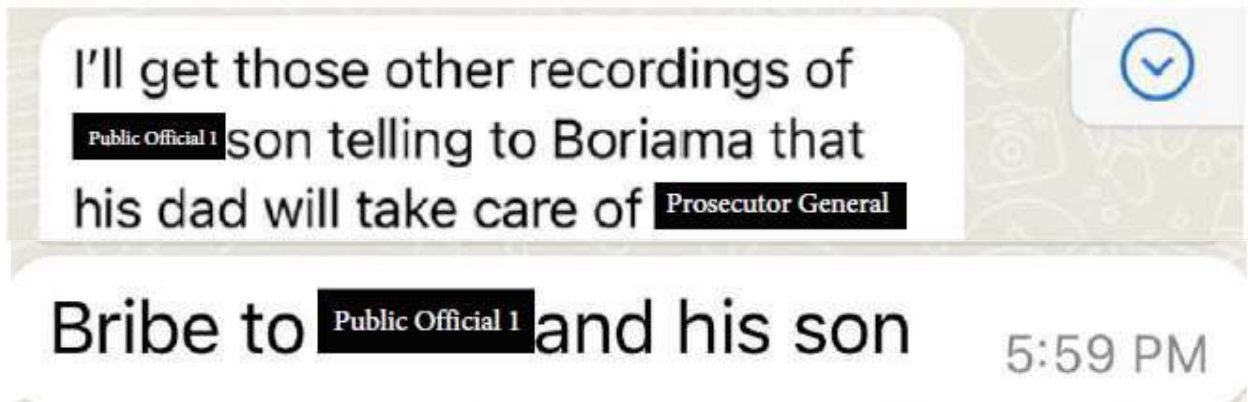 I'll get those other recordings of
Public Official 1 son telling to Boriama that
his dad will take care of Prosecutor General
Bribe to Public Official 1 and his son
5:59 PM